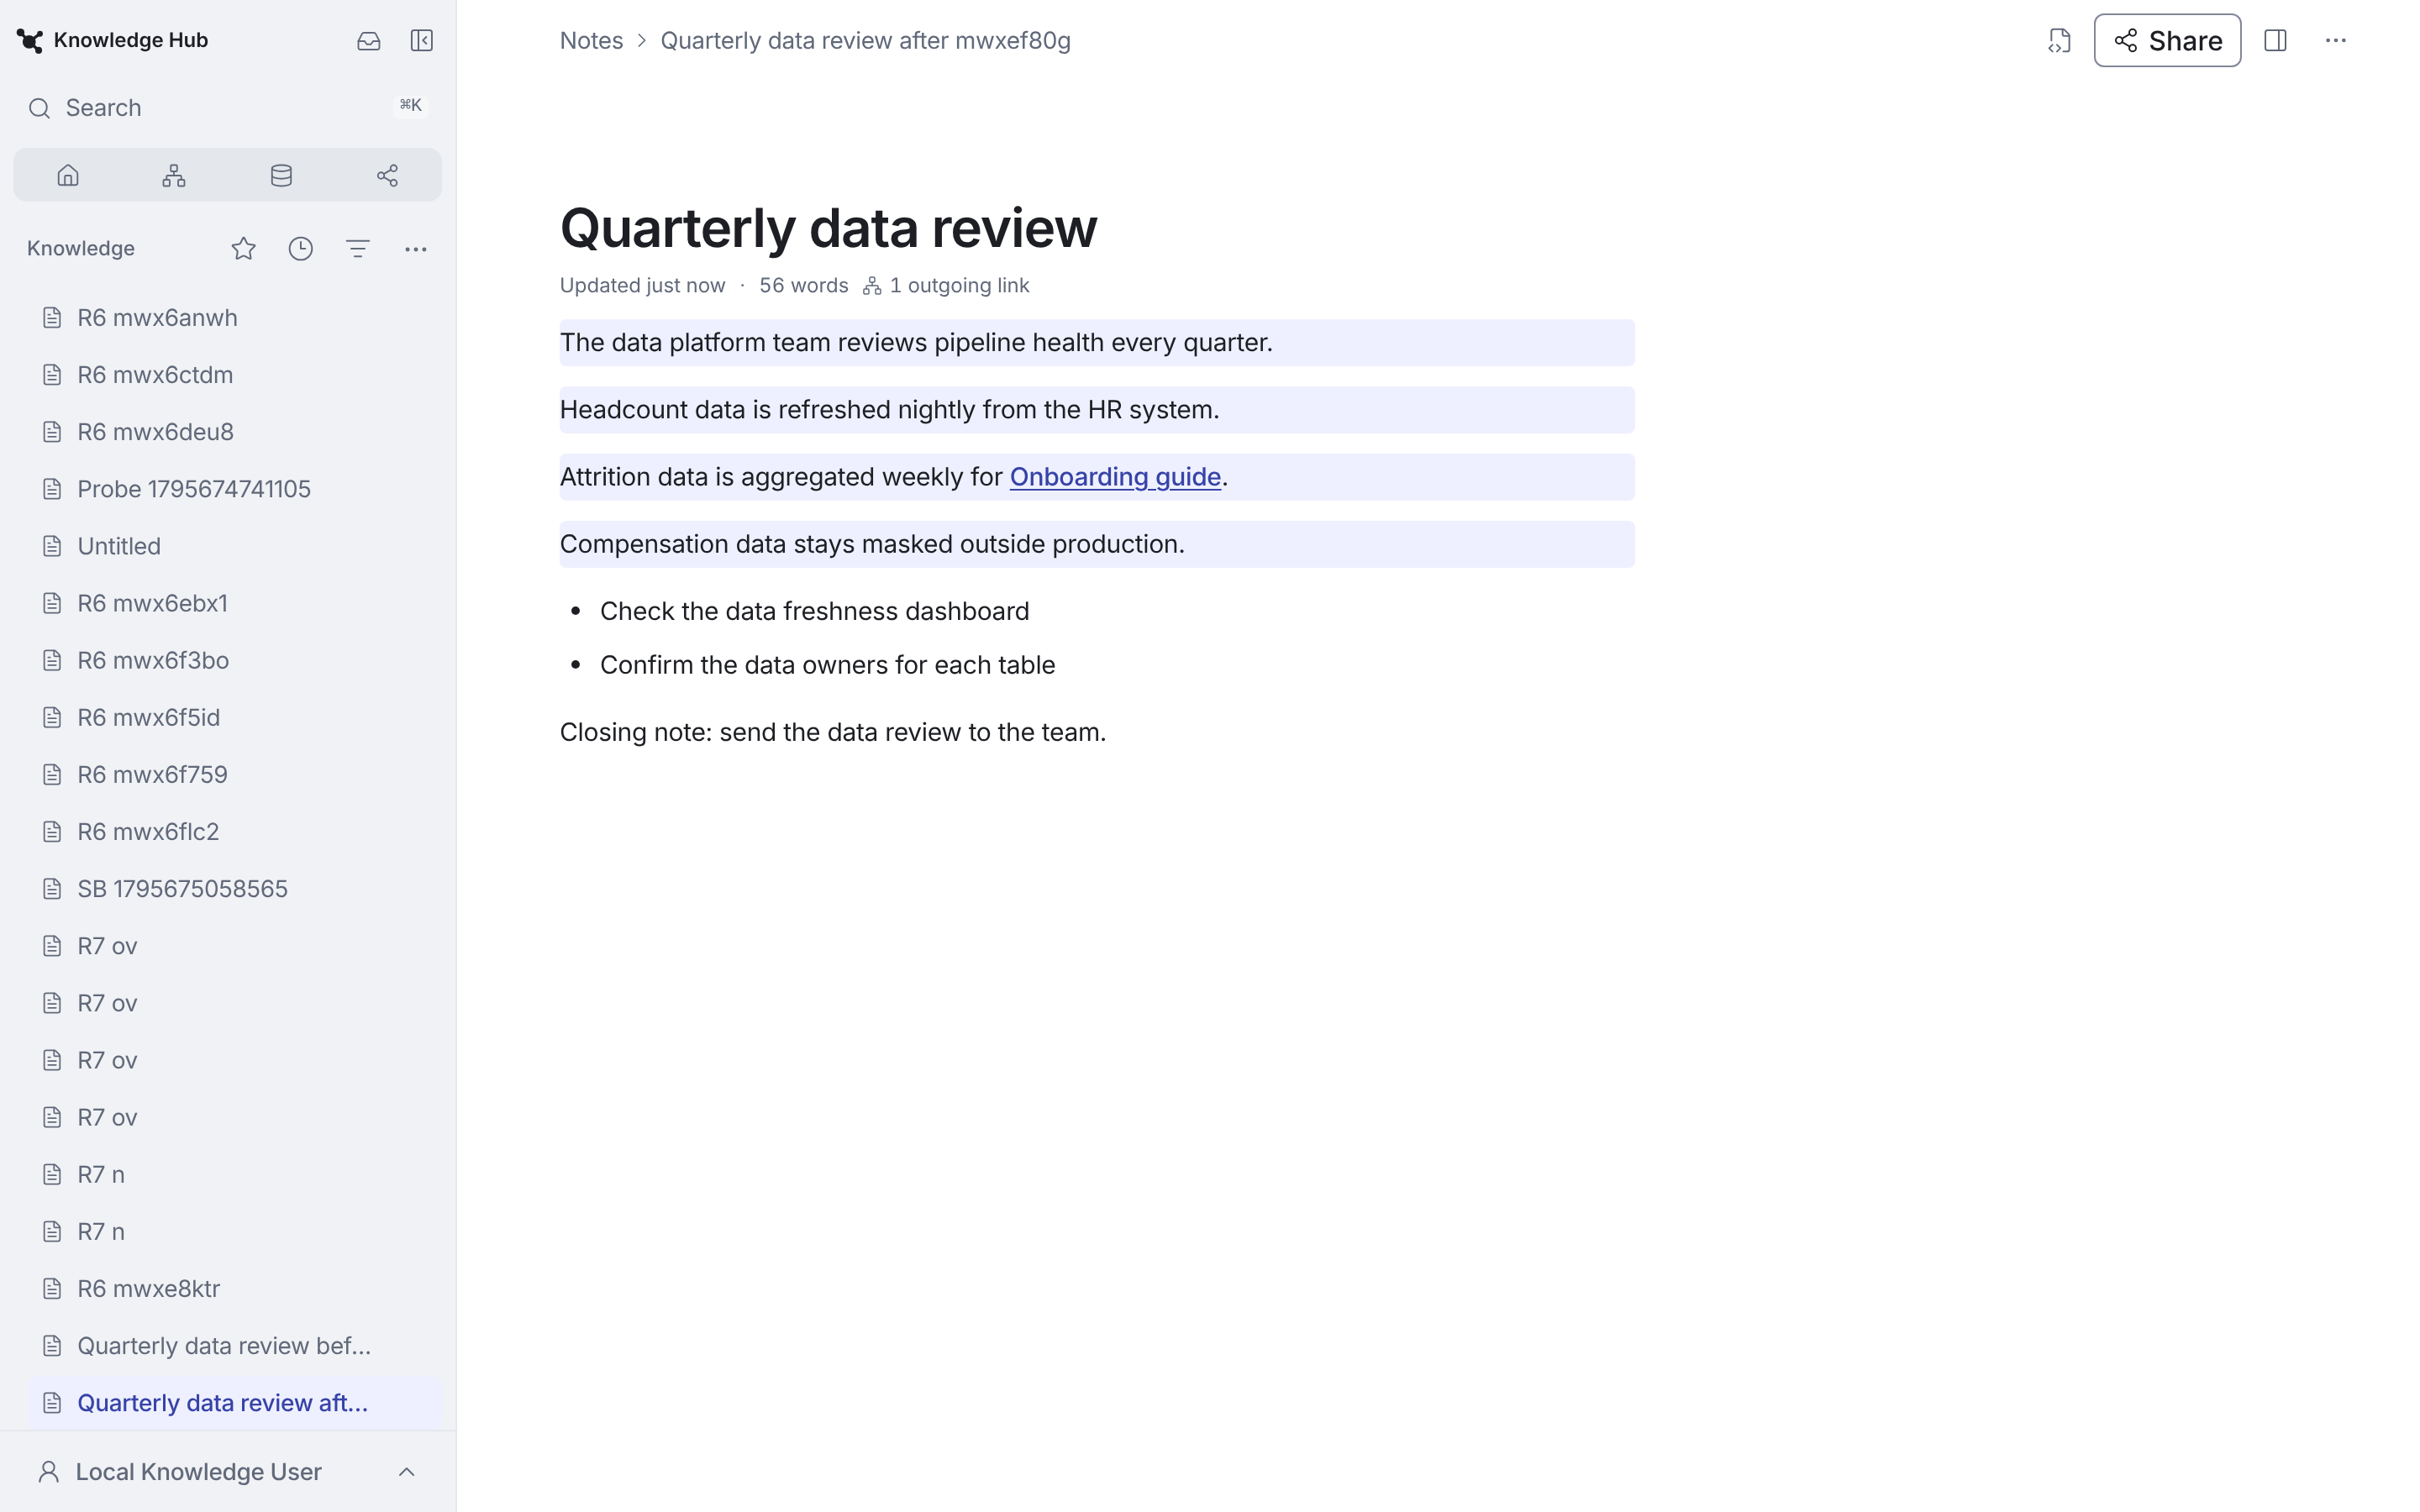 Knowledge Hub
Search
⌘K
Knowledge
R6 mwx6anwh
R6 mwx6ctdm
R6 mwx6deu8
Probe 1795674741105
Untitled
R6 mwx6ebx1
R6 mwx6f3bo
R6 mwx6f5id
R6 mwx6f759
R6 mwx6flc2
SB 1795675058565
R7 ov
R7 ov
R7 ov
R7 ov
R7 n
R7 n
R6 mwxe8ktr
Quarterly data review bef...
Quarterly data review aft...
Local Knowledge User
Notes > Quarterly data review after mwxef80g
Share
Quarterly data review
Updated just now · 56 words 1 outgoing link
The data platform team reviews pipeline health every quarter.
Headcount data is refreshed nightly from the HR system.
Attrition data is aggregated weekly for Onboarding guide.
Compensation data stays masked outside production.
• Check the data freshness dashboard
• Confirm the data owners for each table
Closing note: send the data review to the team.